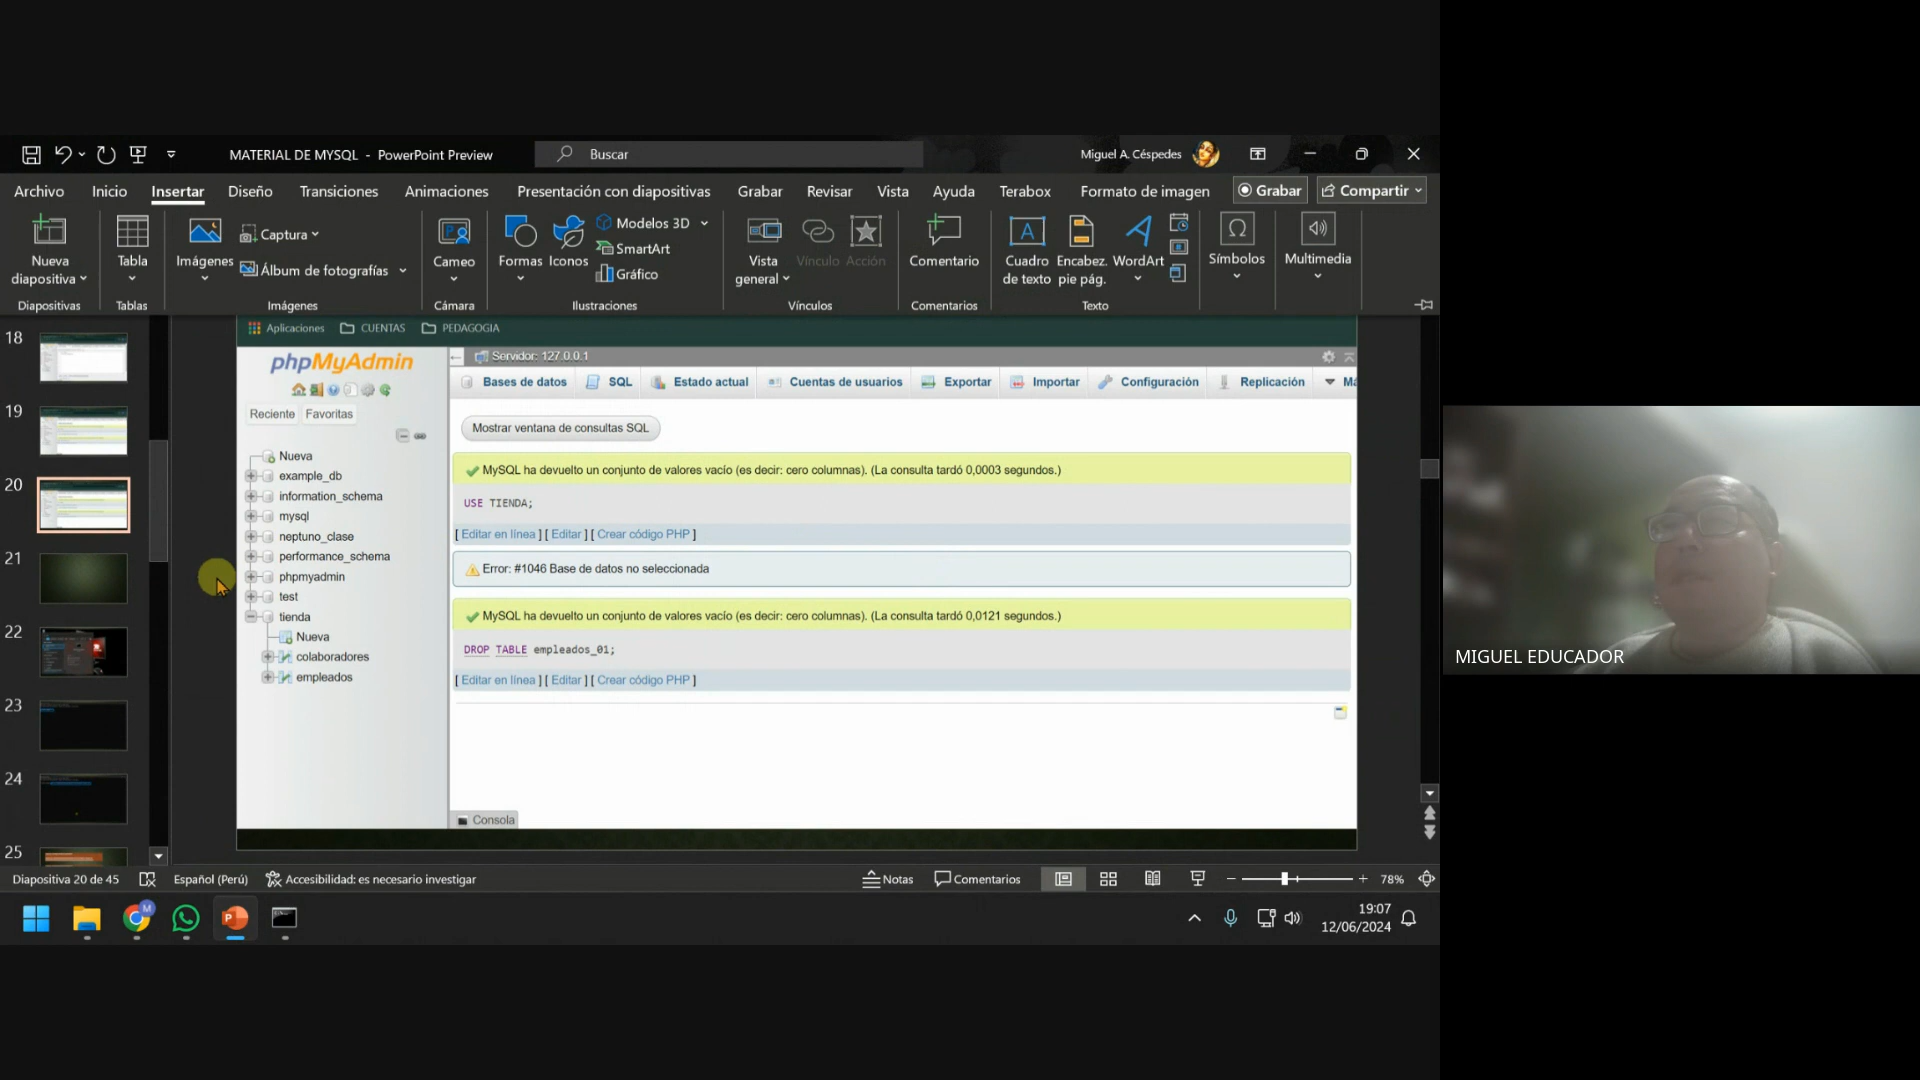 MATERIAL DE MYSQL - PowerPoint Preview
Buscar
Miguel A. Céspedes
Archivo
Inicio
Insertar
Diseño
Transiciones
Animaciones
Presentación con diapositivas
Grabar
Revisar
Vista
Ayuda
Terabox
Formato de imagen
Grabar
Compartir
Nueva
diapositiva
Diapositivas
Tabla
Tablas
Imágenes
Captura
Álbum de fotografías
Imágenes
Cameo
Cámara
Formas
Iconos
Modelos 3D
SmartArt
Gráfico
Ilustraciones
Vista
general
Vínculo
Acción
Vínculos
Comentario
Comentarios
Cuadro
de texto
Encabez.
pie pág.
WordArt
Texto
Símbolos
Multimedia
18
19
20
21
22
23
24
25
Aplicaciones
CUENTAS
PEDAGOGIA
phpMyAdmin
Reciente
Favoritas
Nueva
example_db
information_schema
mysql
neptuno_clase
performance_schema
phpmyadmin
test
tienda
Nueva
colaboradores
empleados
Servidor: 127.0.0.1
Bases de datos
SQL
Estado actual
Cuentas de usuarios
Exportar
Importar
Configuración
Replicación
Má
Mostrar ventana de consultas SQL
MySQL ha devuelto un conjunto de valores vacío (es decir: cero columnas). (La consulta tardó 0,0003 segundos.)
USE TIENDA;
[ Editar en línea ] [ Editar ] [ Crear código PHP ]
Error: #1046 Base de datos no seleccionada
MySQL ha devuelto un conjunto de valores vacío (es decir: cero columnas). (La consulta tardó 0,0121 segundos.)
DROP TABLE empleados_01;
[ Editar en línea ] [ Editar ] [ Crear código PHP ]
Consola
Diapositiva 20 de 45
Español (Perú)
Accesibilidad: es necesario investigar
Notas
Comentarios
78%
19:07
12/06/2024
MIGUEL EDUCADOR